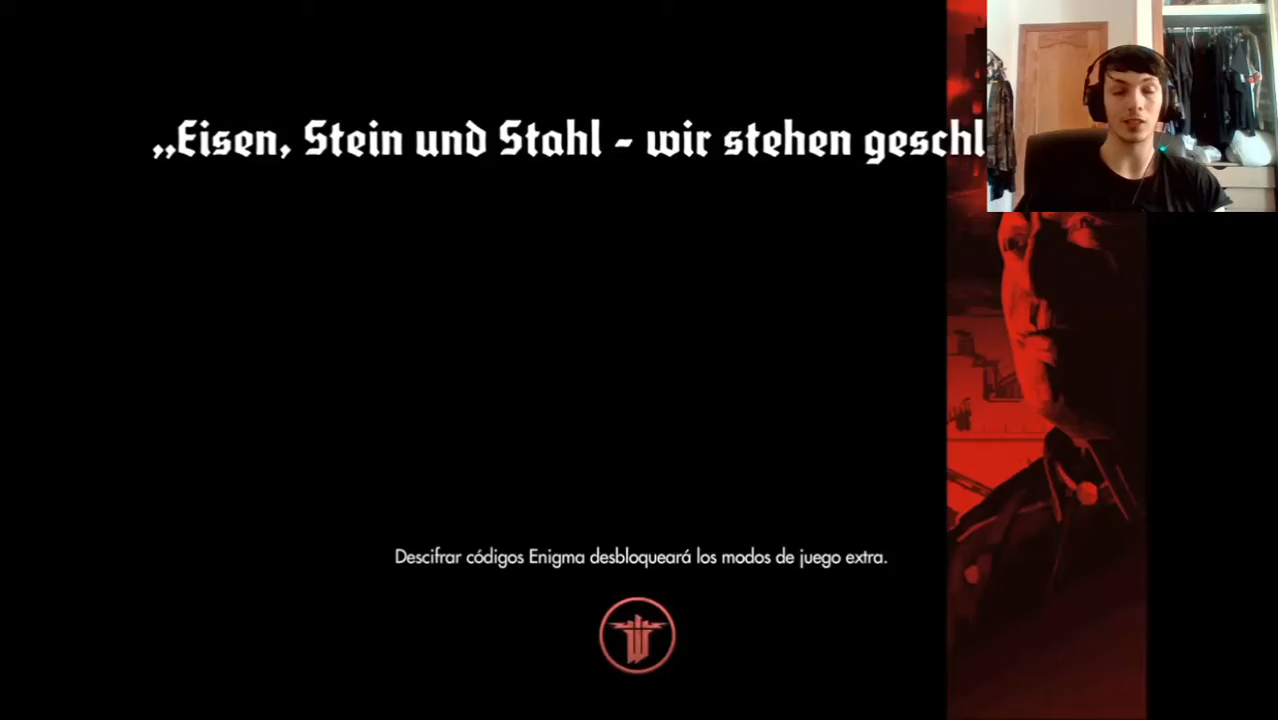 „Eisen, Stein und Stahl - wir stehen geschl
Descifrar códigos Enigma desbloqueará los modos de juego extra.